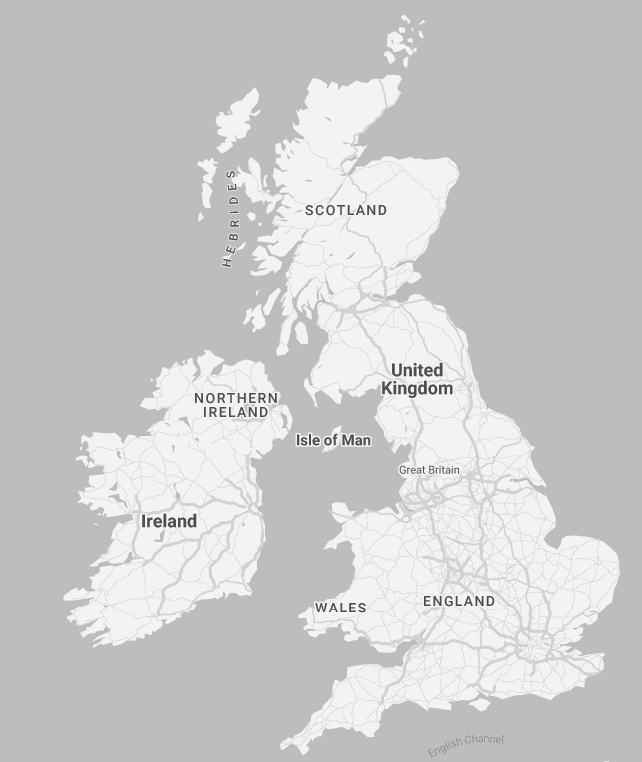 HEBRIDES
SCOTLAND
United
Kingdom
NORTHERN
IRELAND
Isle of Man
Great Britain
Ireland
WALES
ENGLAND
English Channel